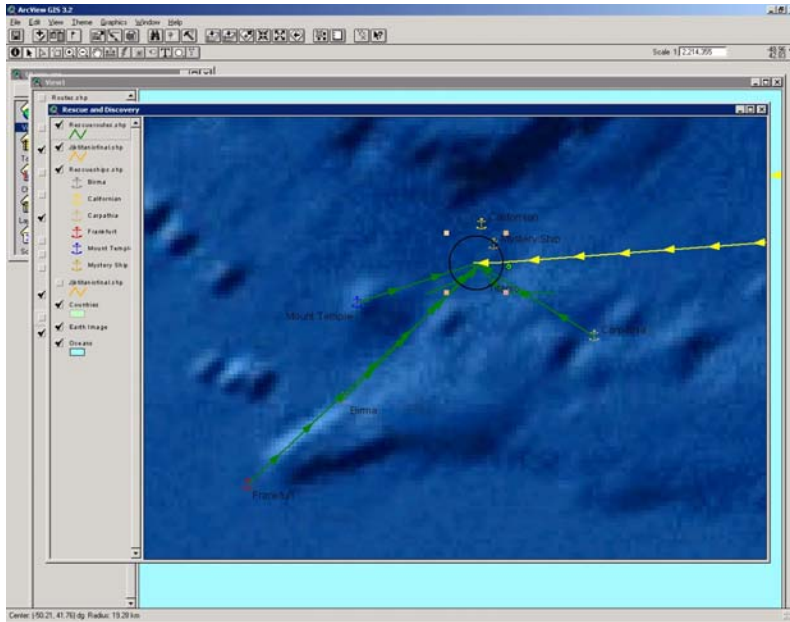 ArcView GIS 3.2
File Edit View Theme Graphics Window Help
Scale 1: 2,214,355
View1
Routes.shp
Rescue and Discovery
Rescueroutes.shp
Rescueships.shp
Birma
Californian
Carpathia
Frankfurt
Mount Templ
Mystery Ship
Countries
Earth Image
Oceans
Californian
Mystery Ship
Mount Temple
Carpathia
Birma
Frankfurt
Center: (-50.21, 41.76) dg Radius: 19.28 km